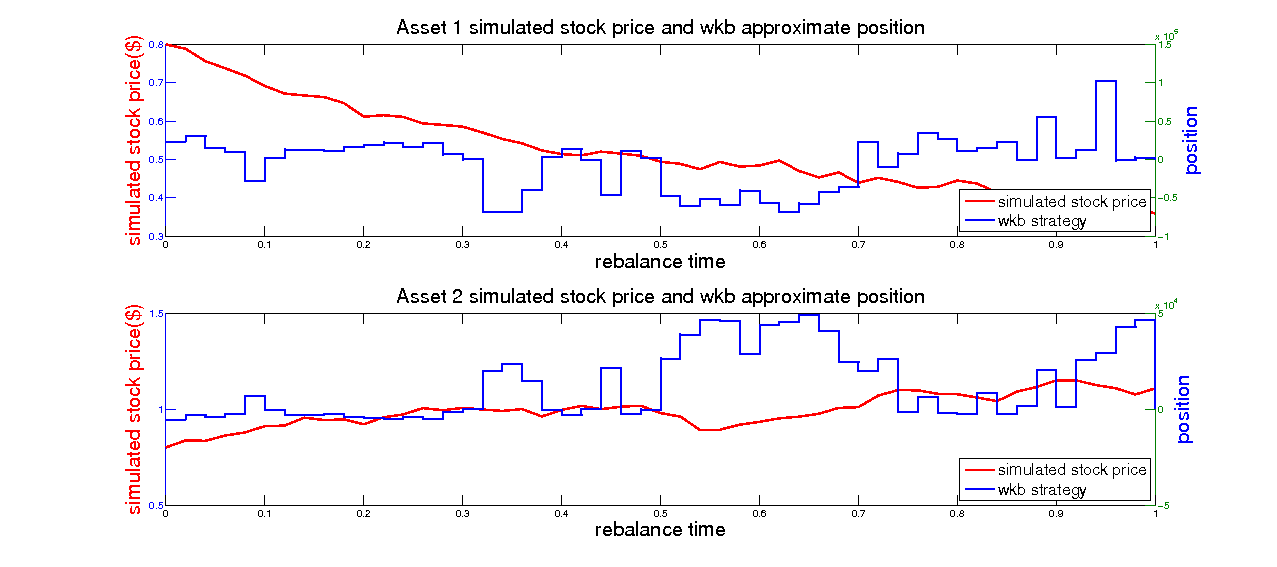 Asset 1 simulated stock price and wkb approximate position
x 10^5
0.8 0.7 0.6 0.5 0.4 0.3
simulated stock price($)
1.5 1 0.5 0 −0.5 −1
position
simulated stock price
wkb strategy
0 0.1 0.2 0.3 0.4 0.5 0.6 0.7 0.8 0.9 1
rebalance time
Asset 2 simulated stock price and wkb approximate position
x 10^4
1.5 1 0.5
simulated stock price($)
5 0 −5
position
simulated stock price
wkb strategy
0 0.1 0.2 0.3 0.4 0.5 0.6 0.7 0.8 0.9 1
rebalance time